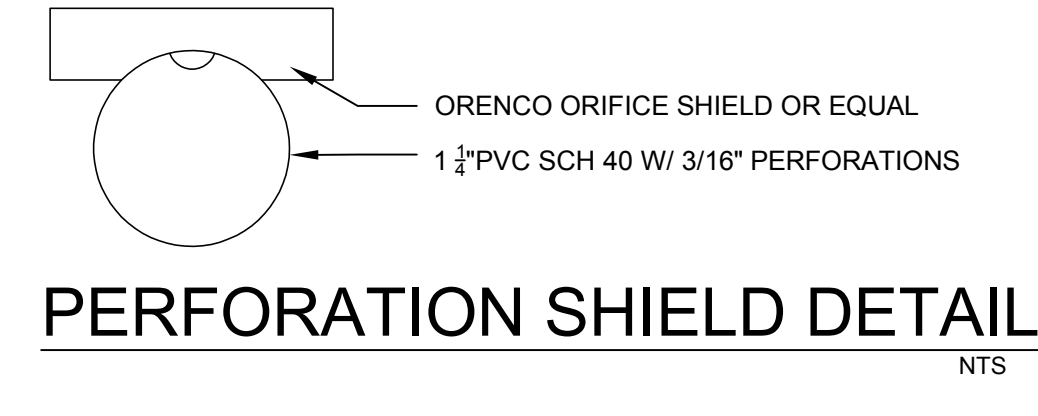 ORENCO ORIFICE SHIELD OR EQUAL
1 1/4"PVC SCH 40 W/ 3/16" PERFORATIONS
PERFORATION SHIELD DETAIL
NTS